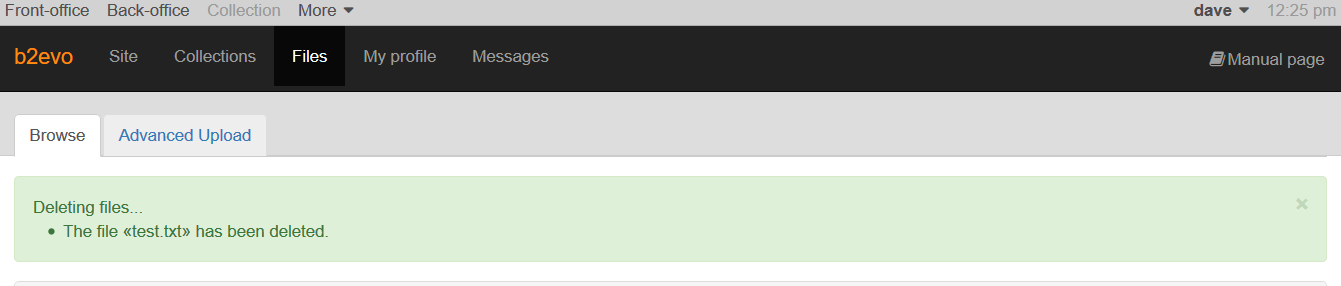 Front-office Back-office Collection More dave 12:25 pm
b2evo Site Collections Files My profile Messages Manual page
Browse Advanced Upload
Deleting files... ×
• The file «test.txt» has been deleted.